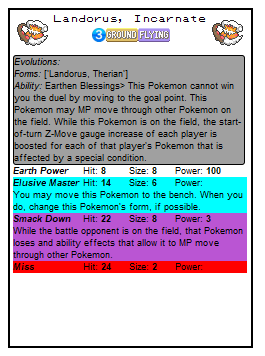 Landorus, Incarnate
3 GROUND FLYING
Evolutions:
Forms: ['Landorus, Therian']
Ability: Earthen Blessings> This Pokemon cannot win
you the duel by moving to the goal point. This
Pokemon may MP move through other Pokemon on
the field. While this Pokemon is on the field, the start-
of-turn Z-Move gauge increase of each player is
boosted for each of that player's Pokemon that is
affected by a special condition.
Earth Power Hit: 8 Size: 8 Power: 100
Elusive Master Hit: 14 Size: 6 Power:
You may move this Pokemon to the bench. When you
do, change this Pokemon's form, if possible.
Smack Down Hit: 22 Size: 8 Power: 3
While the battle opponent is on the field, that Pokemon
loses and ability effects that allow it to MP move
through other Pokemon.
Miss Hit: 24 Size: 2 Power: